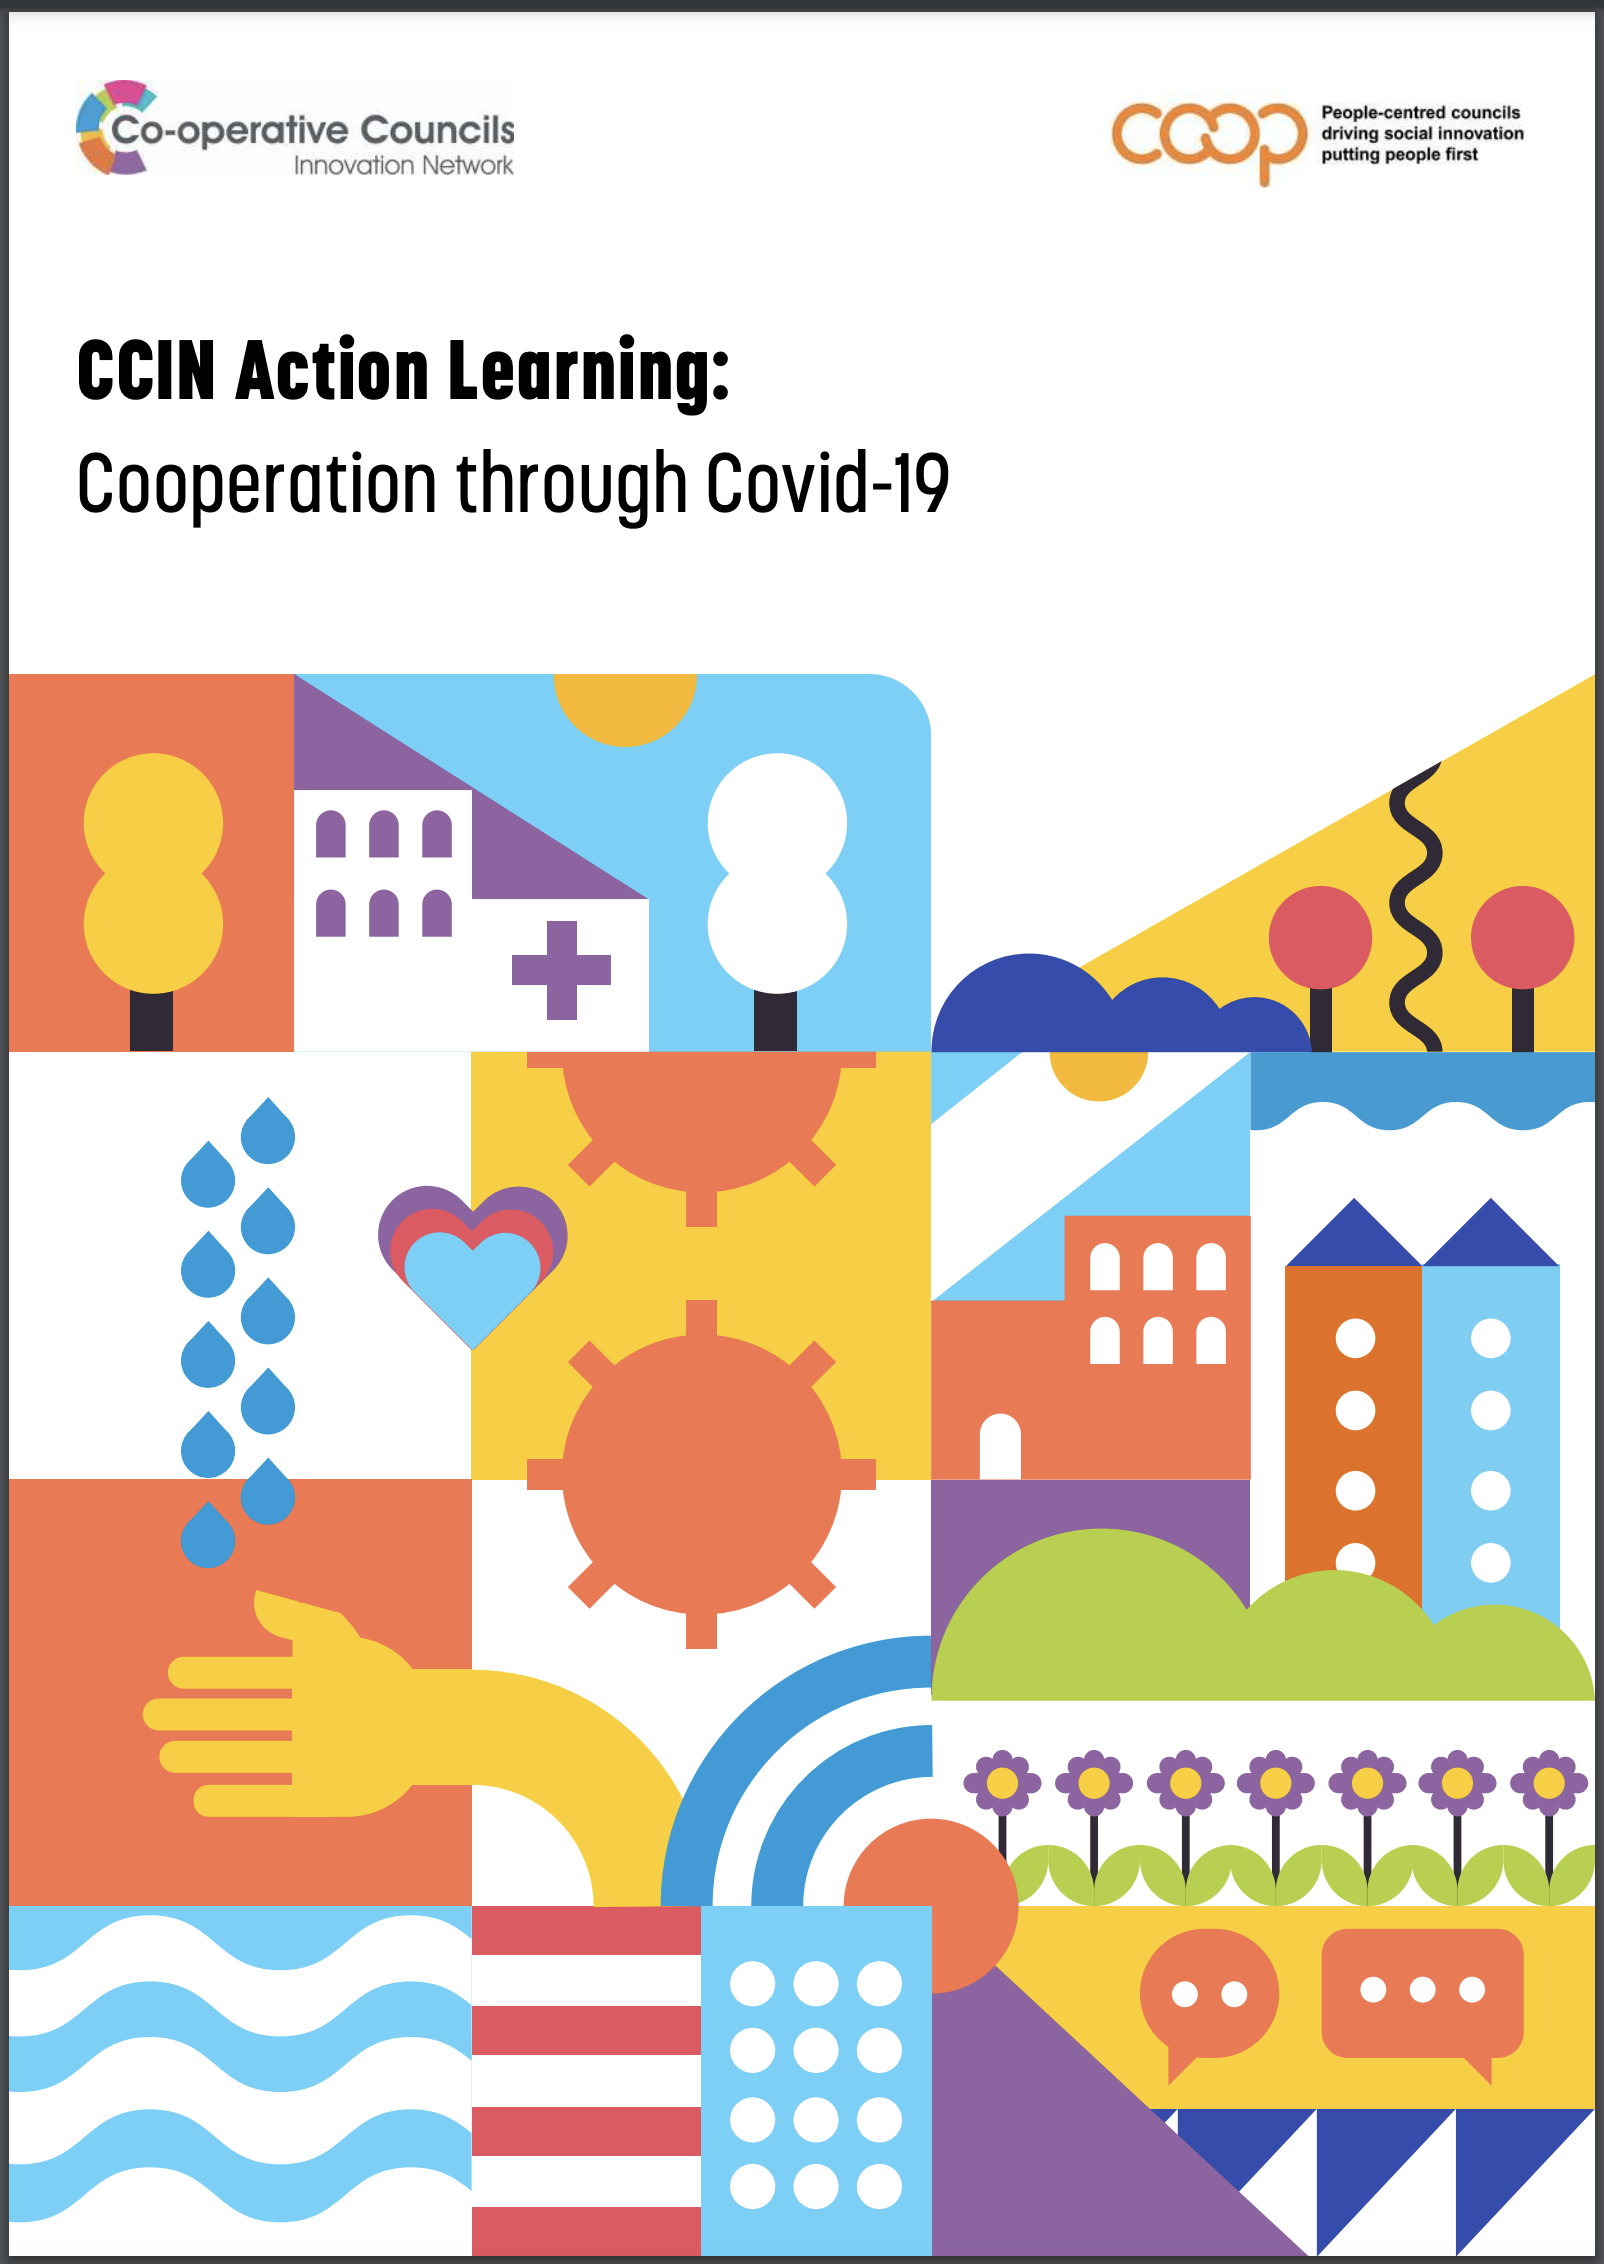 Co-operative Councils
Innovation Network
coop
People-centred councils
driving social innovation
putting people first
CCIN Action Learning:
Cooperation through Covid-19